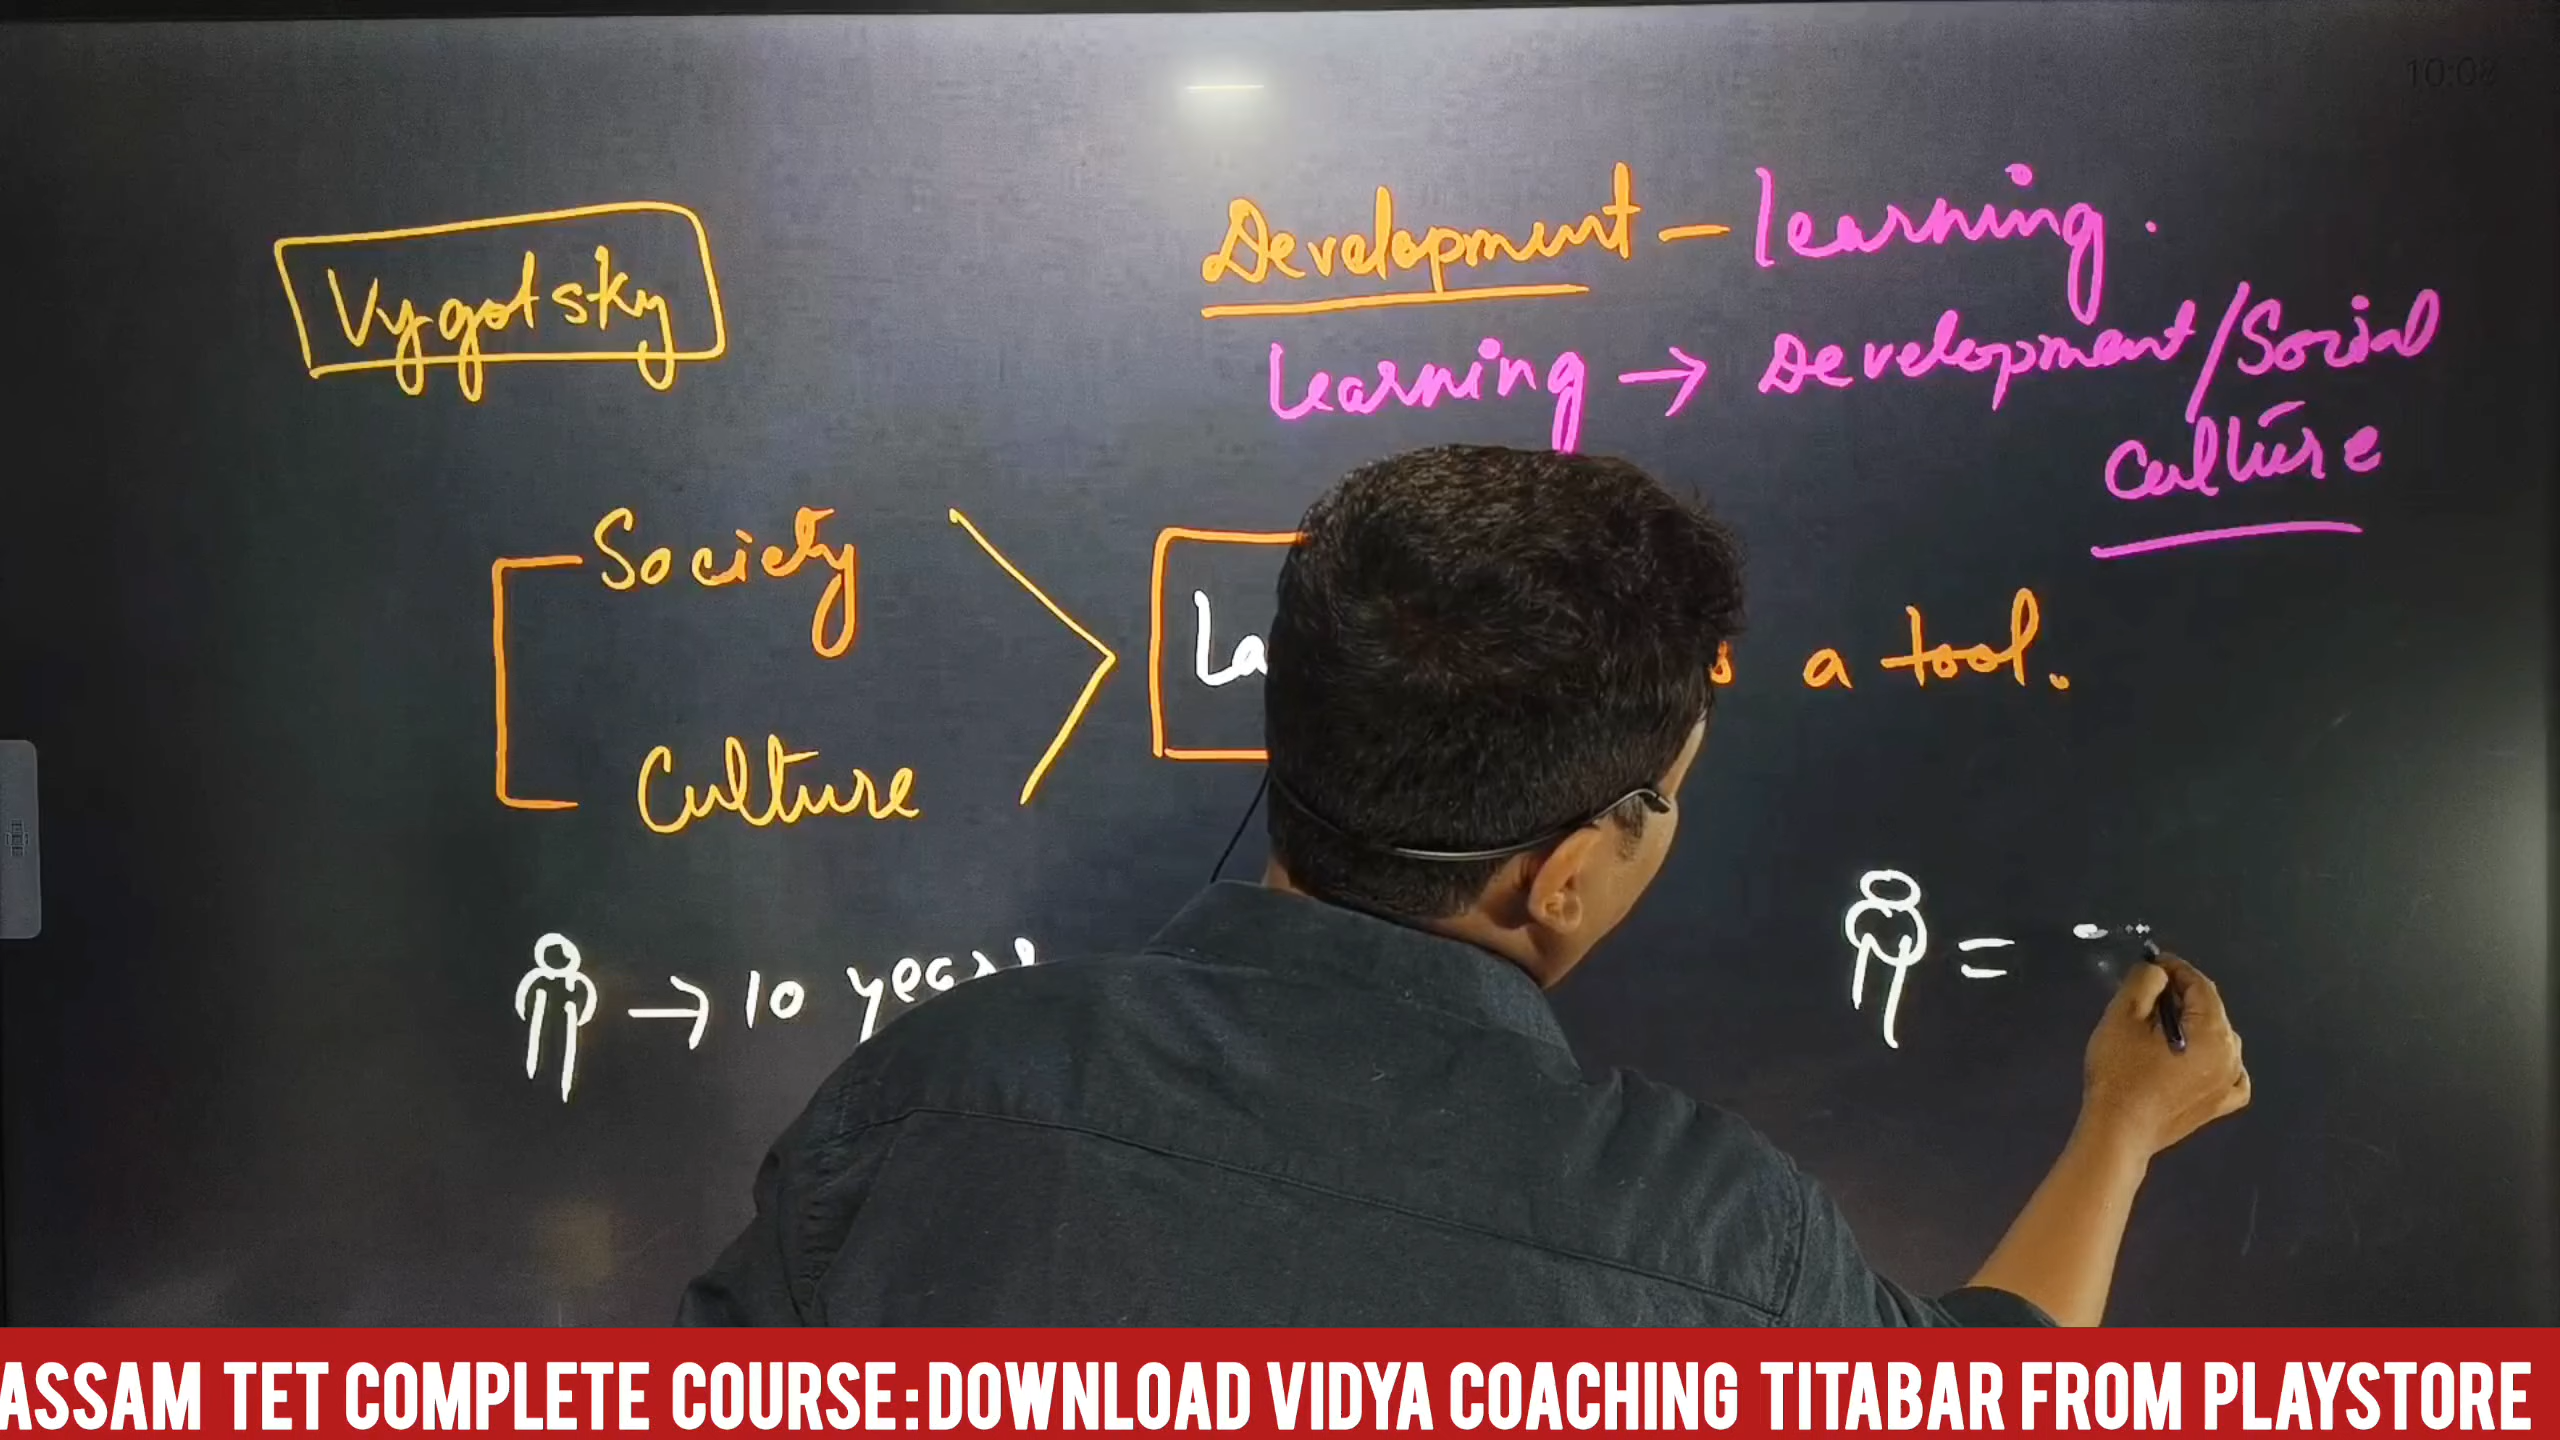 Vygotsky
Development - learning.
learning → Development/Social
culture
Society
Culture
a tool.
→ 10 years
=
ASSAM TET COMPLETE COURSE:DOWNLOAD VIDYA COACHING TITABAR FROM PLAYSTORE